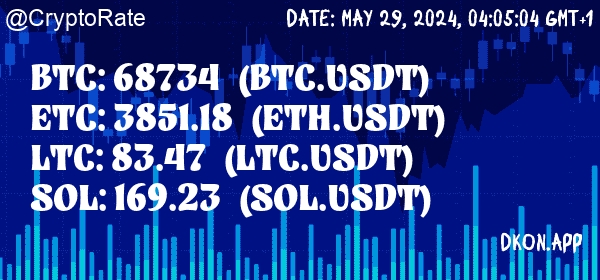 @CryptoRate
DATE: MAY 29, 2024, 04:05:04 GMT+1
BTC: 68734 (BTC.USDT)
ETC: 3851.18 (ETH.USDT)
LTC: 83.47 (LTC.USDT)
SOL: 169.23 (SOL.USDT)
DKON.APP